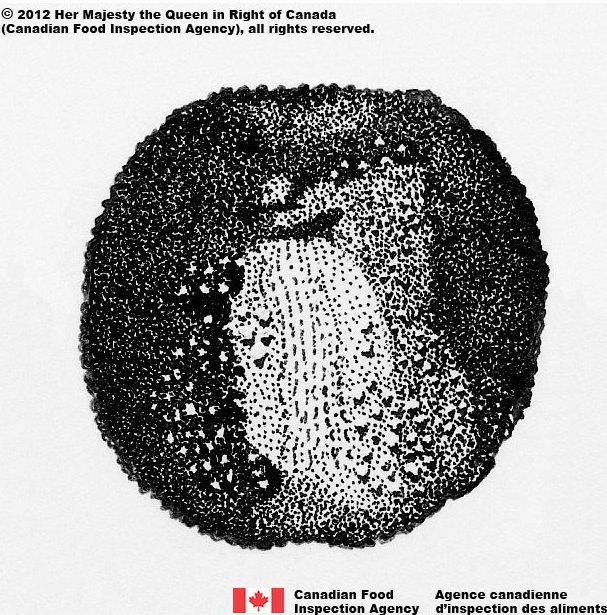 © 2012 Her Majesty the Queen in Right of Canada
(Canadian Food Inspection Agency), all rights reserved.
Canadian Food
Inspection Agency
Agence canadienne
d'inspection des aliments